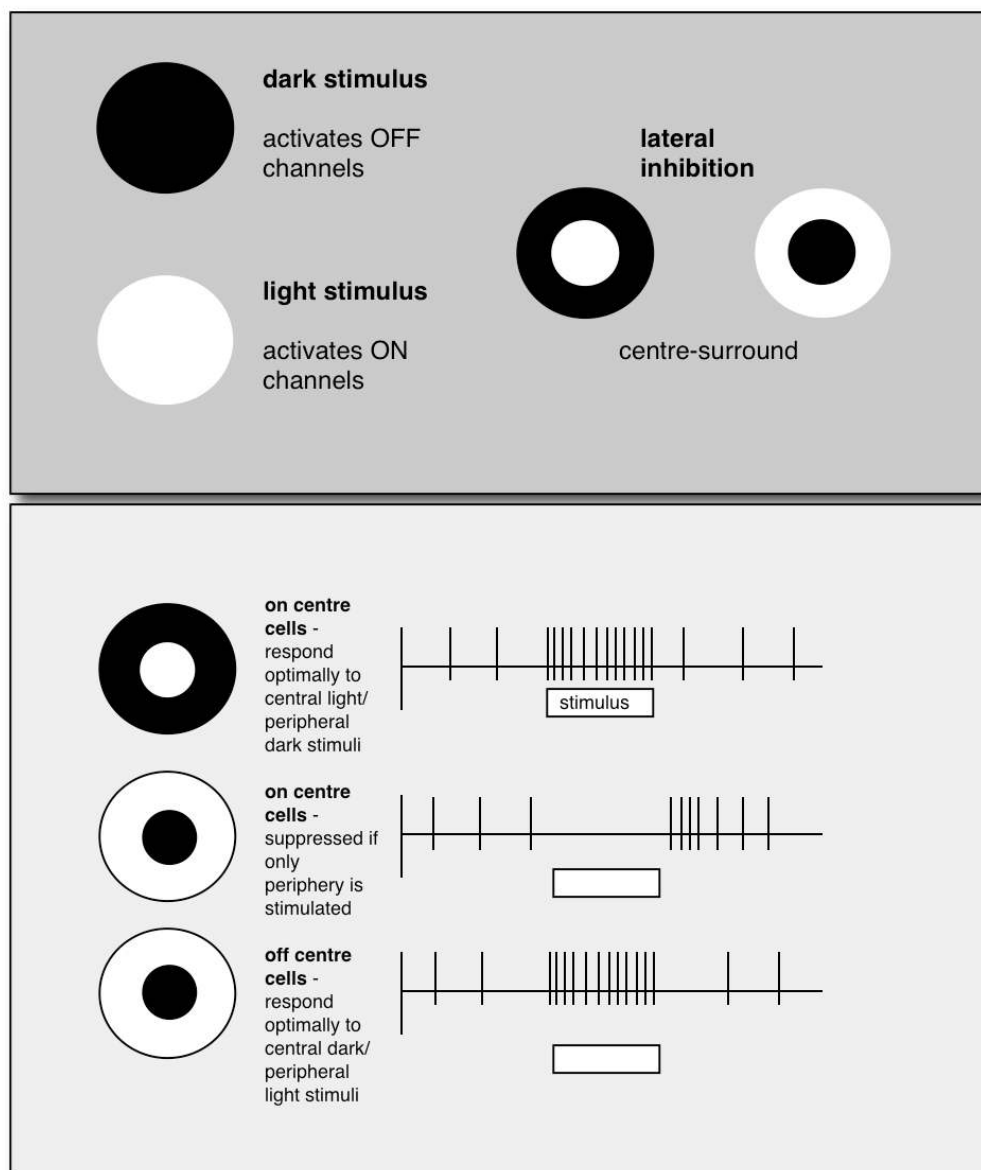 dark stimulus
activates OFF
channels
lateral
inhibition
light stimulus
activates ON
channels
centre-surround
on centre
cells -
respond
optimally to
central light/
peripheral
dark stimuli
stimulus
on centre
cells -
suppressed if
only
periphery is
stimulated
off centre
cells -
respond
optimally to
central dark/
peripheral
light stimuli